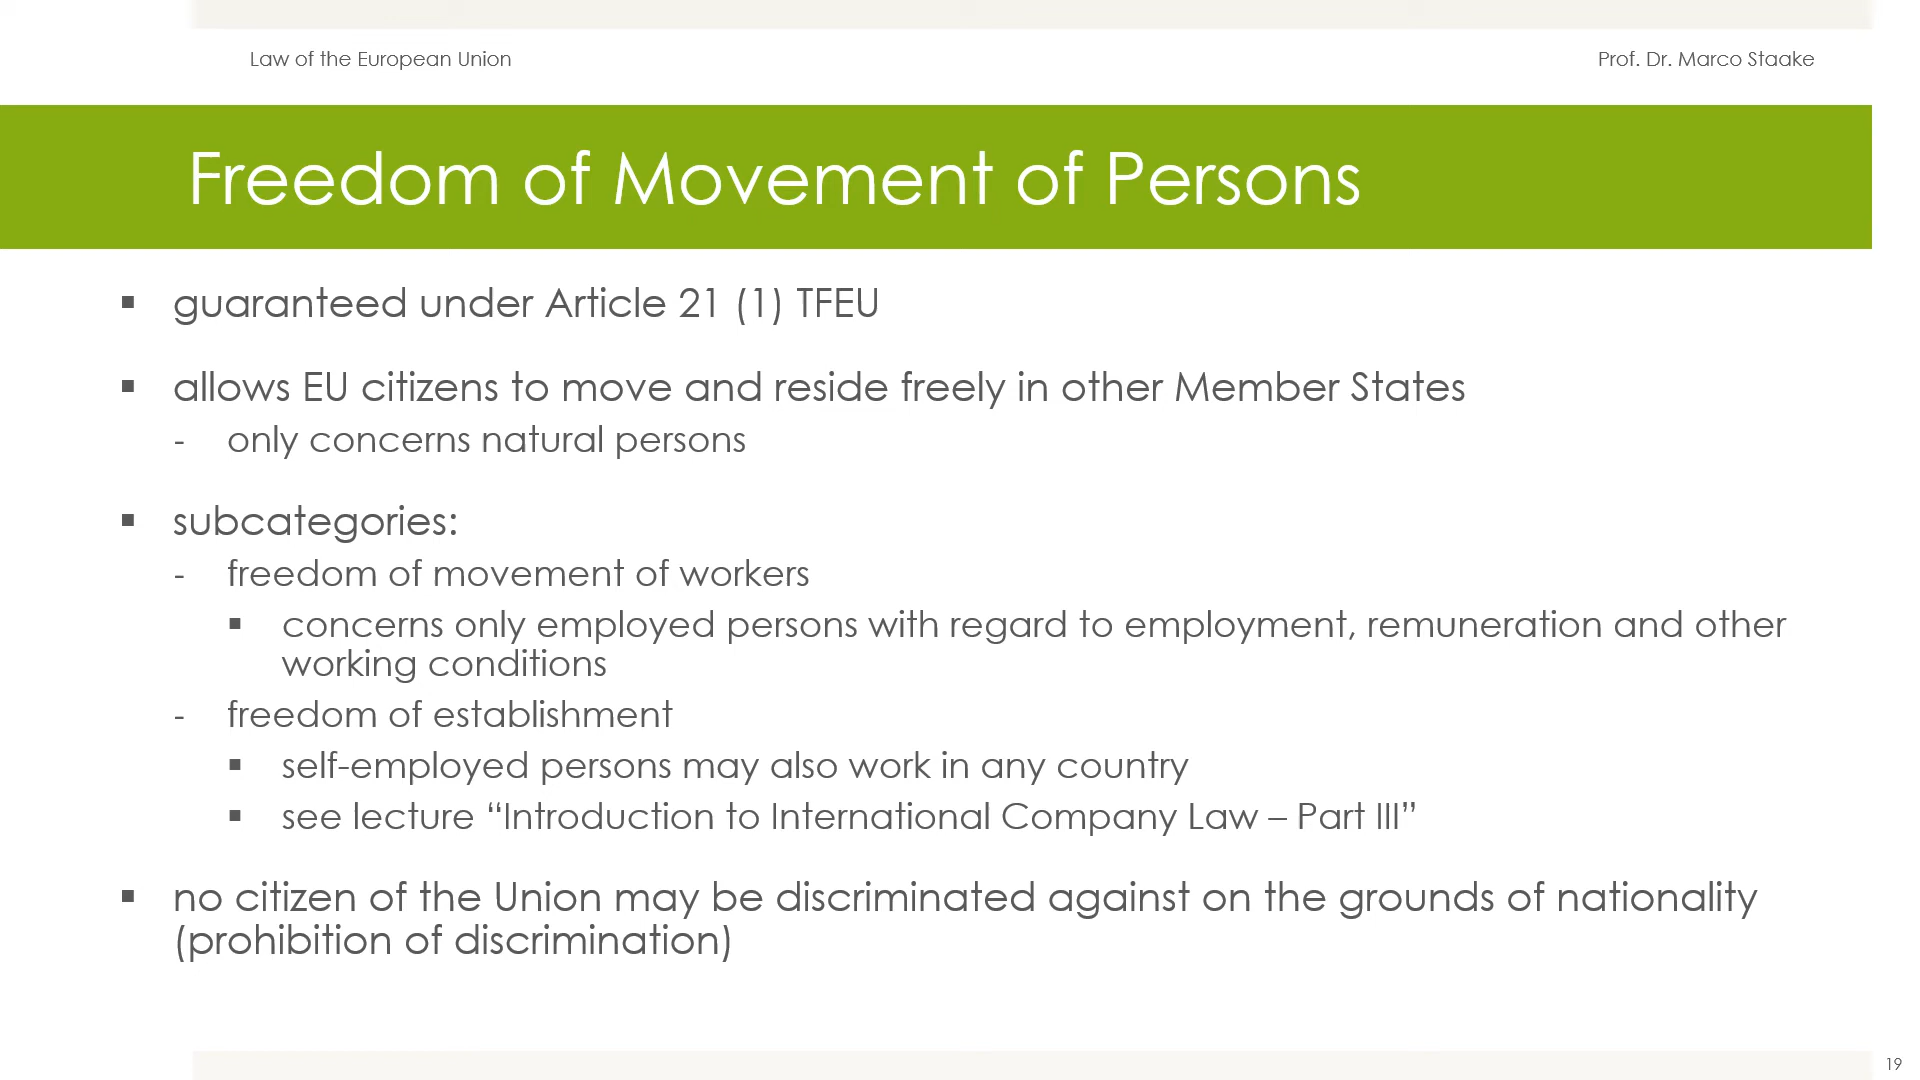 Law of the European Union
Prof. Dr. Marco Staake
Freedom of Movement of Persons
▪ guaranteed under Article 21 (1) TFEU
▪ allows EU citizens to move and reside freely in other Member States
- only concerns natural persons
▪ subcategories:
- freedom of movement of workers
▪ concerns only employed persons with regard to employment, remuneration and other
working conditions
- freedom of establishment
▪ self-employed persons may also work in any country
▪ see lecture “Introduction to International Company Law – Part III”
▪ no citizen of the Union may be discriminated against on the grounds of nationality
(prohibition of discrimination)
19